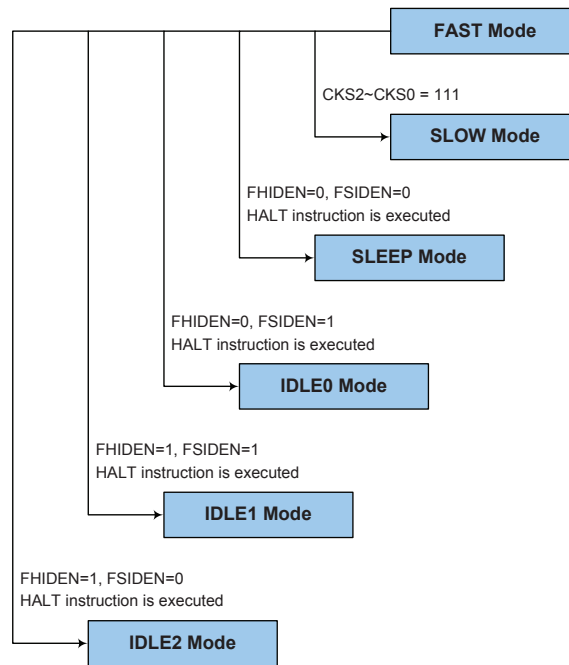 FAST Mode
CKS2~CKS0 = 111
SLOW Mode
FHIDEN=0, FSIDEN=0
HALT instruction is executed
SLEEP Mode
FHIDEN=0, FSIDEN=1
HALT instruction is executed
IDLE0 Mode
FHIDEN=1, FSIDEN=1
HALT instruction is executed
IDLE1 Mode
FHIDEN=1, FSIDEN=0
HALT instruction is executed
IDLE2 Mode